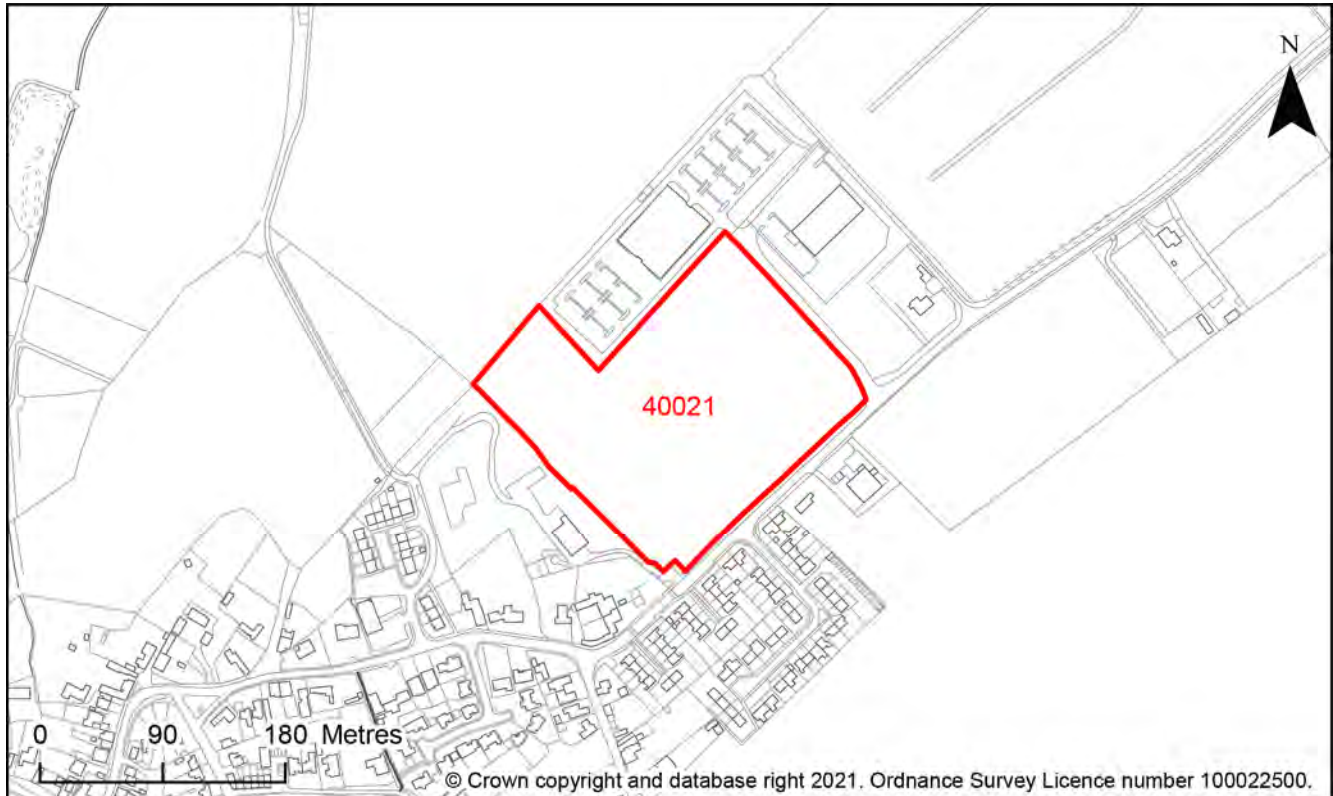 N
40021
0 90 180 Metres
© Crown copyright and database right 2021. Ordnance Survey Licence number 100022500.